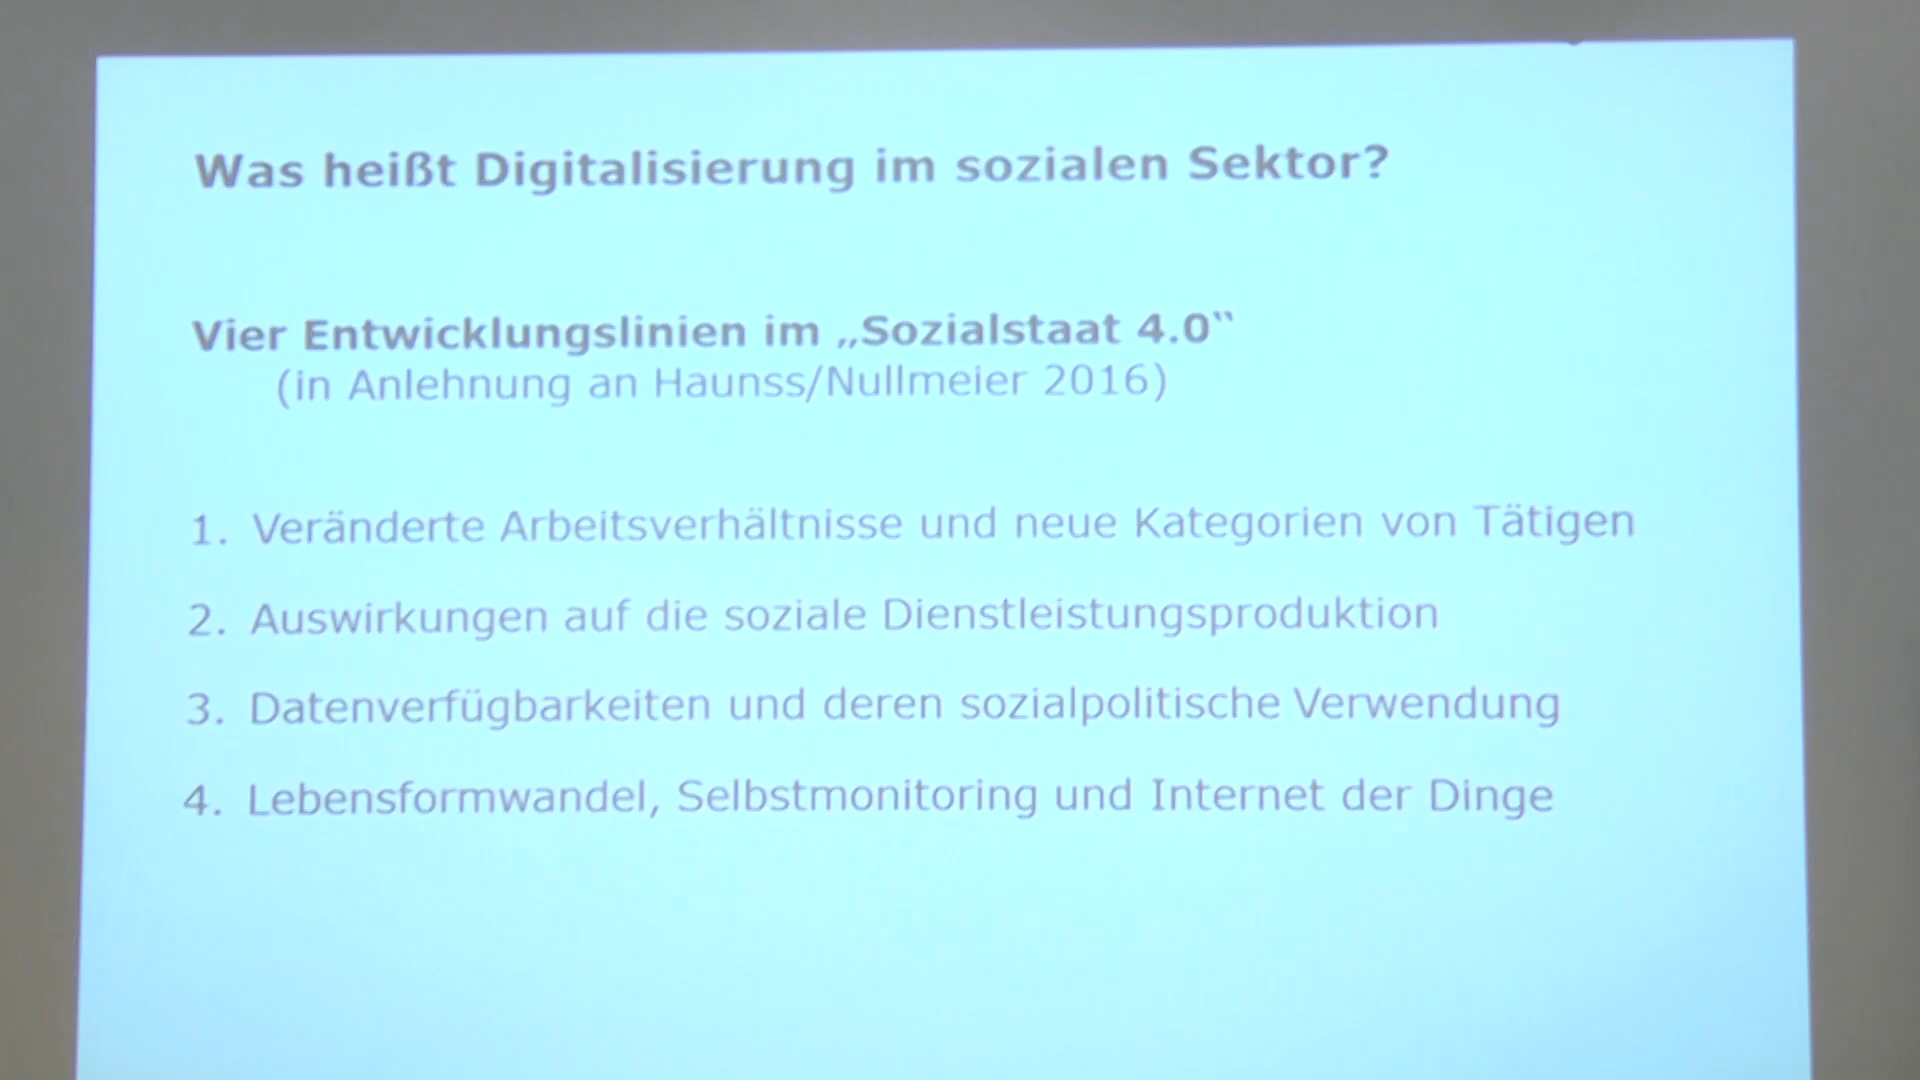 Was heißt Digitalisierung im sozialen Sektor?
Vier Entwicklungslinien im „Sozialstaat 4.0“
(in Anlehnung an Haunss/Nullmeier 2016)
1. Veränderte Arbeitsverhältnisse und neue Kategorien von Tätigen
2. Auswirkungen auf die soziale Dienstleistungsproduktion
3. Datenverfügbarkeiten und deren sozialpolitische Verwendung
4. Lebensformwandel, Selbstmonitoring und Internet der Dinge